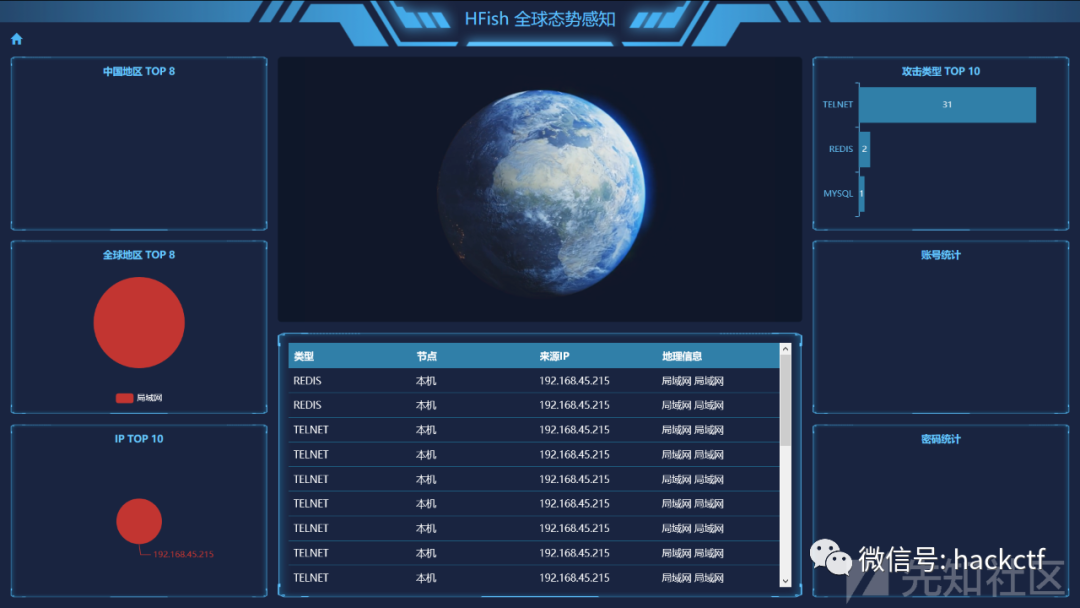 HFish 全球态势感知
中国地区 TOP 8
全球地区 TOP 8
局域网
IP TOP 10
192.168.45.215
类型 节点 来源IP 地理信息
REDIS 本机 192.168.45.215 局域网 局域网
REDIS 本机 192.168.45.215 局域网 局域网
TELNET 本机 192.168.45.215 局域网 局域网
TELNET 本机 192.168.45.215 局域网 局域网
TELNET 本机 192.168.45.215 局域网 局域网
TELNET 本机 192.168.45.215 局域网 局域网
TELNET 本机 192.168.45.215 局域网 局域网
TELNET 本机 192.168.45.215 局域网 局域网
TELNET 本机 192.168.45.215 局域网 局域网
攻击类型 TOP 10
TELNET 31
REDIS 2
MYSQL 1
账号统计
密码统计
微信号: hackctf
先知社区